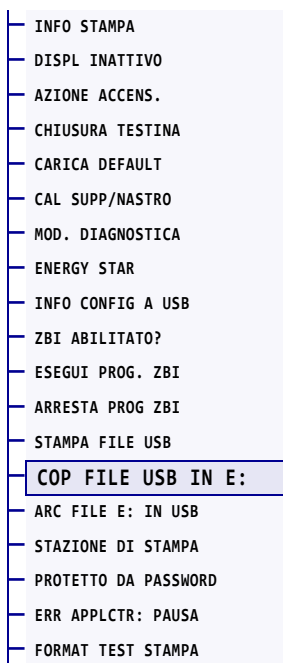 INFO STAMPA
DISPL INATTIVO
AZIONE ACCENS.
CHIUSURA TESTINA
CARICA DEFAULT
CAL SUPP/NASTRO
MOD. DIAGNOSTICA
ENERGY STAR
INFO CONFIG A USB
ZBI ABILITATO?
ESEGUI PROG. ZBI
ARRESTA PROG ZBI
STAMPA FILE USB
COP FILE USB IN E:
ARC FILE E: IN USB
STAZIONE DI STAMPA
PROTETTO DA PASSWORD
ERR APPLCTR: PAUSA
FORMAT TEST STAMPA